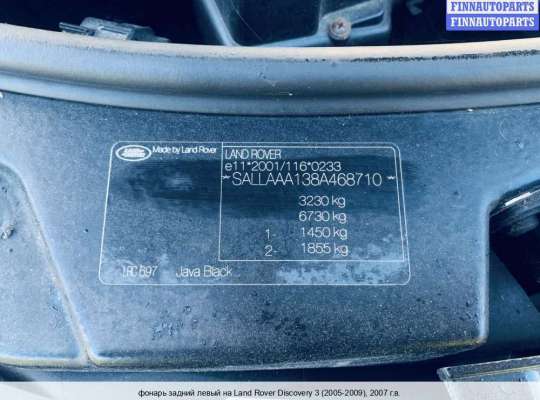 FINNAUTOPARTS
FINNAUTOPARTS
Made by Land Rover
LAND ROVER
e11*2001/116*0233
*SALLAAA138A468710*
3230 kg
6730 kg
1- 1450 kg
2- 1855 kg
LRC 697 Java Black
фонарь задний левый на Land Rover Discovery 3 (2005-2009), 2007 г.в.